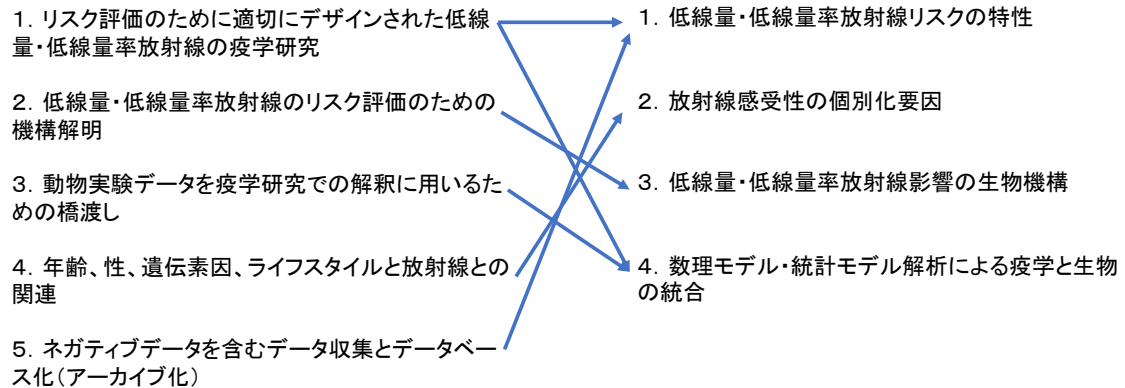 1. リスク評価のために適切にデザインされた低線
量・低線量率放射線の疫学研究
2. 低線量・低線量率放射線のリスク評価のための
機構解明
3. 動物実験データを疫学研究での解釈に用いるた
めの橋渡し
4. 年齢、性、遺伝素因、ライフスタイルと放射線との
関連
5. ネガティブデータを含むデータ収集とデータベー
ス化(アーカイブ化)
1. 低線量・低線量率放射線リスクの特性
2. 放射線感受性の個別化要因
3. 低線量・低線量率放射線影響の生物機構
4. 数理モデル・統計モデル解析による疫学と生物
の統合